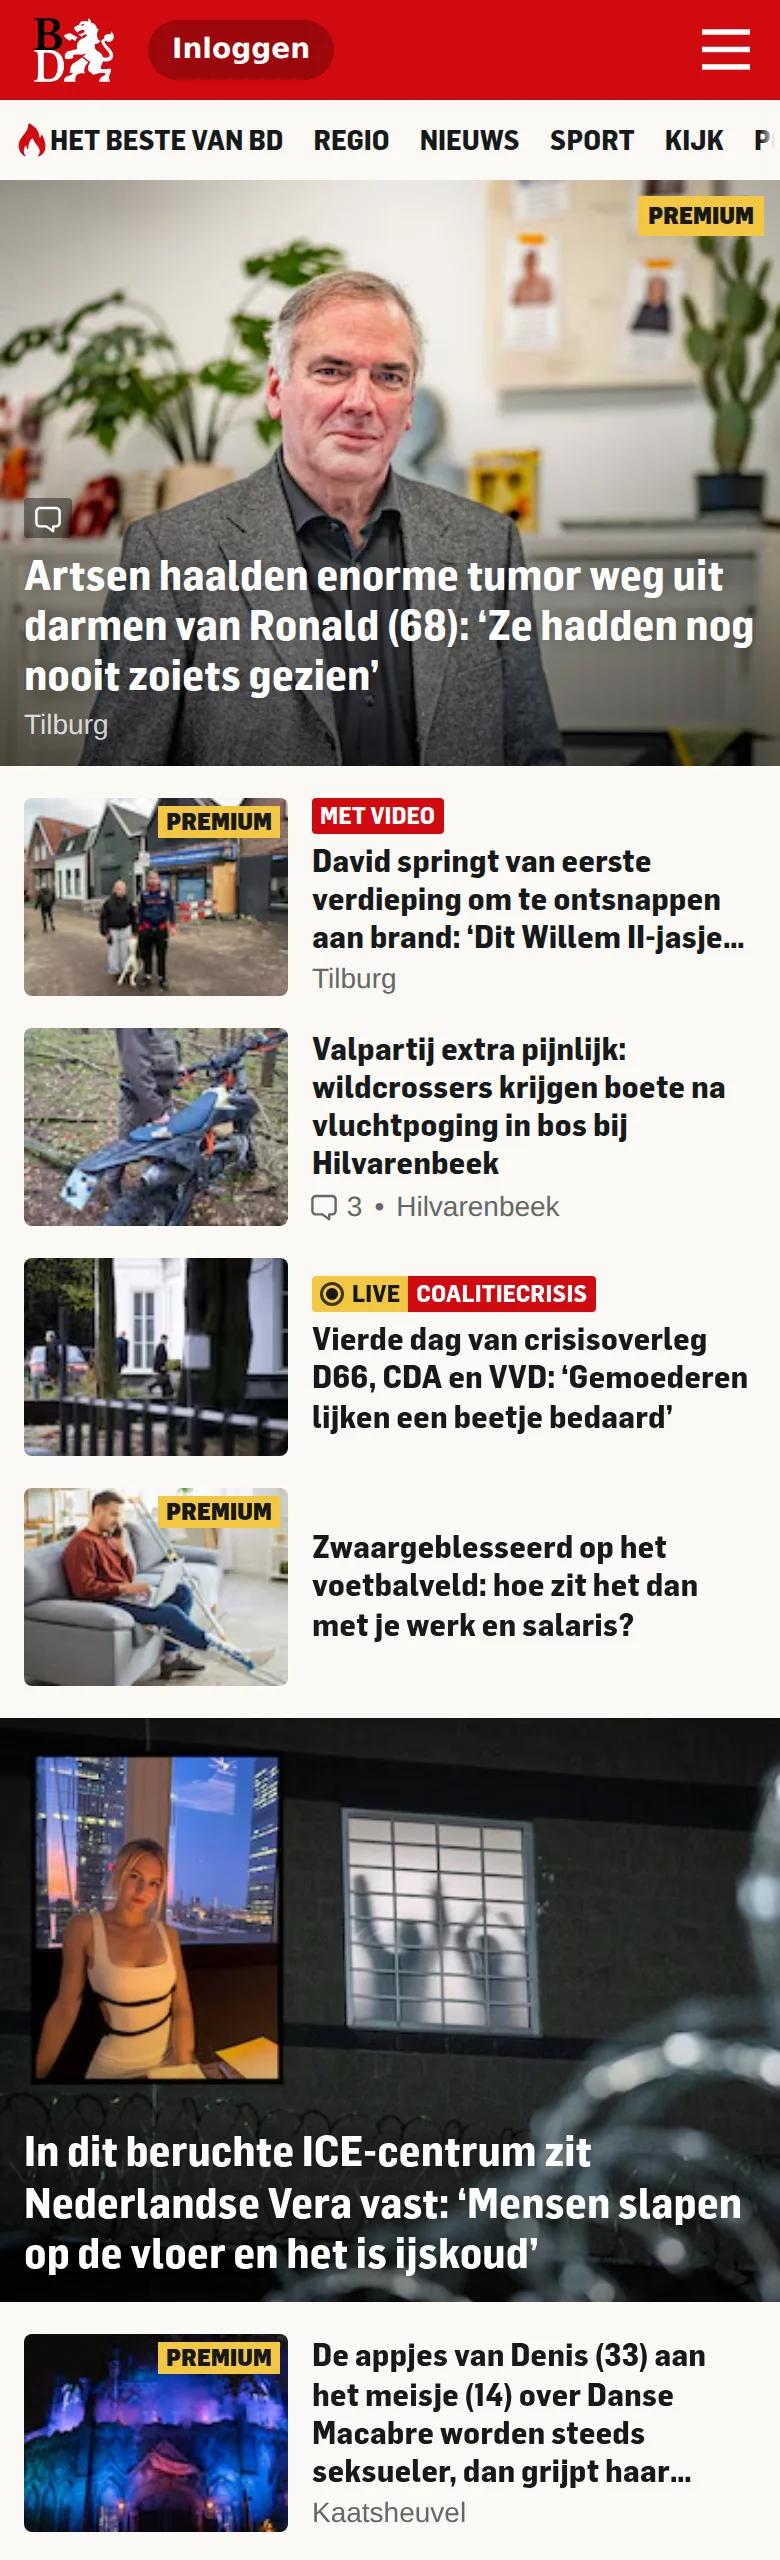 BD
Inloggen
HET BESTE VAN BD REGIO NIEUWS SPORT KIJK
PREMIUM
Artsen haalden enorme tumor weg uit
darmen van Ronald (68): ‘Ze hadden nog
nooit zoiets gezien’
Tilburg
PREMIUM
MET VIDEO
David springt van eerste
verdieping om te ontsnappen
aan brand: ‘Dit Willem II-jasje...
Tilburg
Valpartij extra pijnlijk:
wildcrossers krijgen boete na
vluchtpoging in bos bij
Hilvarenbeek
3 • Hilvarenbeek
LIVE COALITIECRISIS
Vierde dag van crisisoverleg
D66, CDA en VVD: ‘Gemoederen
lijken een beetje bedaard’
PREMIUM
Zwaargeblesseerd op het
voetbalveld: hoe zit het dan
met je werk en salaris?
In dit beruchte ICE-centrum zit
Nederlandse Vera vast: ‘Mensen slapen
op de vloer en het is ijskoud’
PREMIUM
De appjes van Denis (33) aan
het meisje (14) over Danse
Macabre worden steeds
seksueler, dan grijpt haar...
Kaatsheuvel